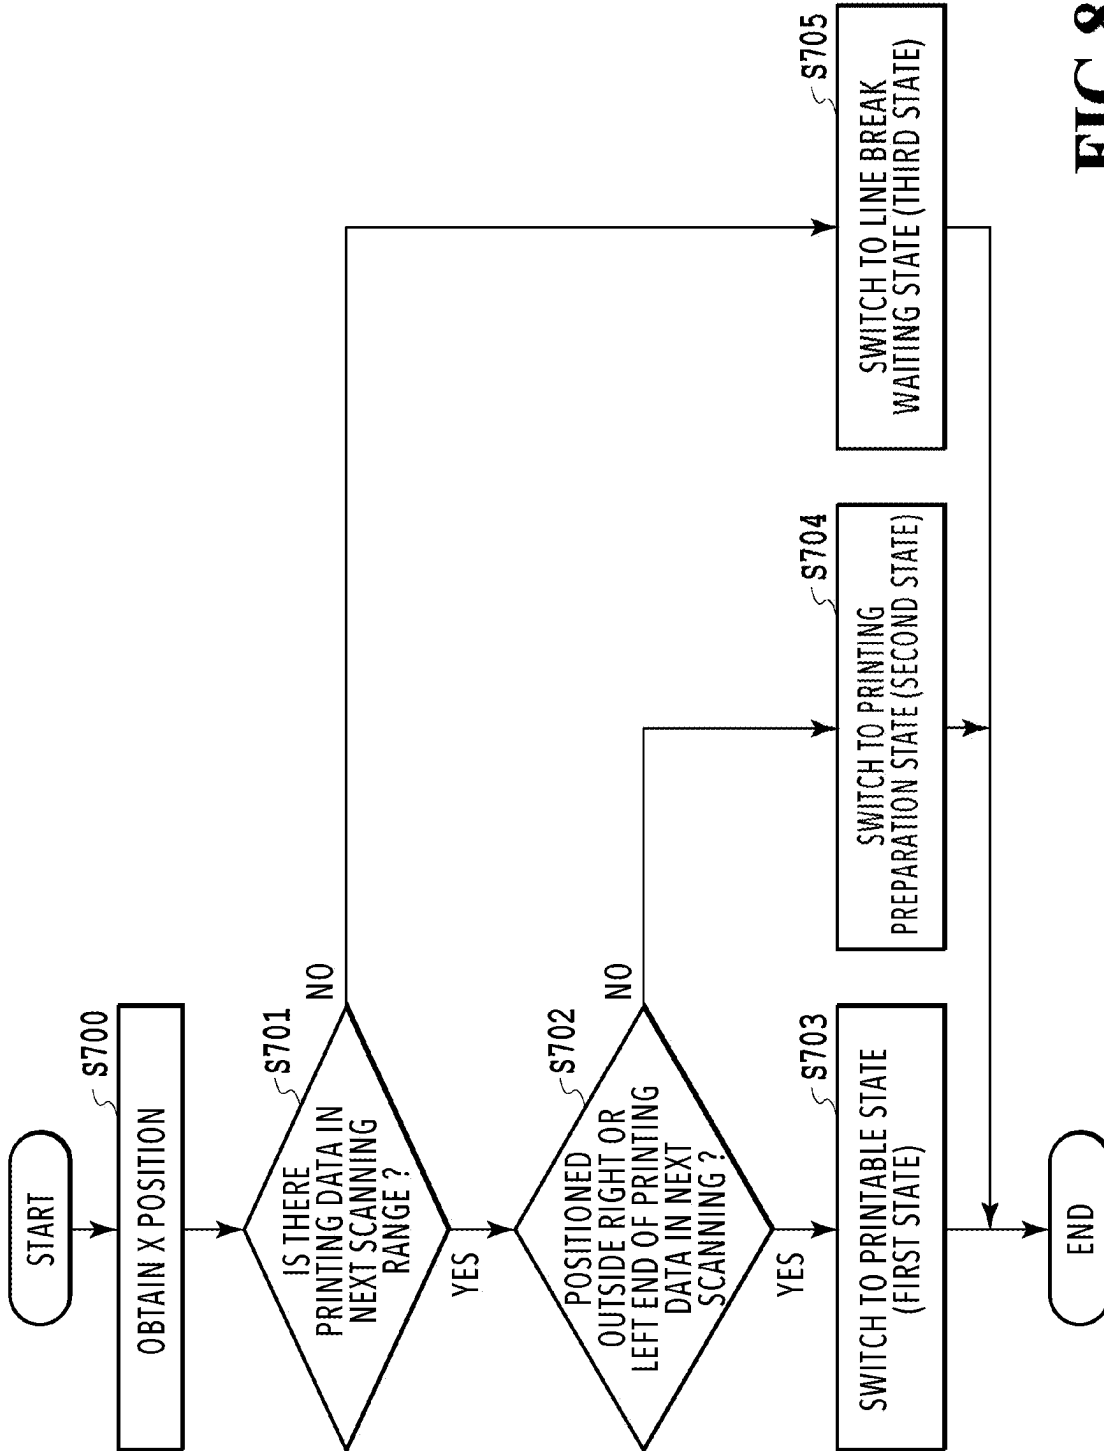 START
S700
OBTAIN X POSITION
S701
IS THERE
PRINTING DATA IN
NEXT SCANNING
RANGE ?
NO
YES
S702
POSITIONED
OUTSIDE RIGHT OR
LEFT END OF PRINTING
DATA IN NEXT
SCANNING ?
NO
YES
S703
SWITCH TO PRINTABLE STATE
(FIRST STATE)
S704
SWITCH TO PRINTING
PREPARATION STATE (SECOND STATE)
S705
SWITCH TO LINE BREAK
WAITING STATE (THIRD STATE)
END
FIG.8